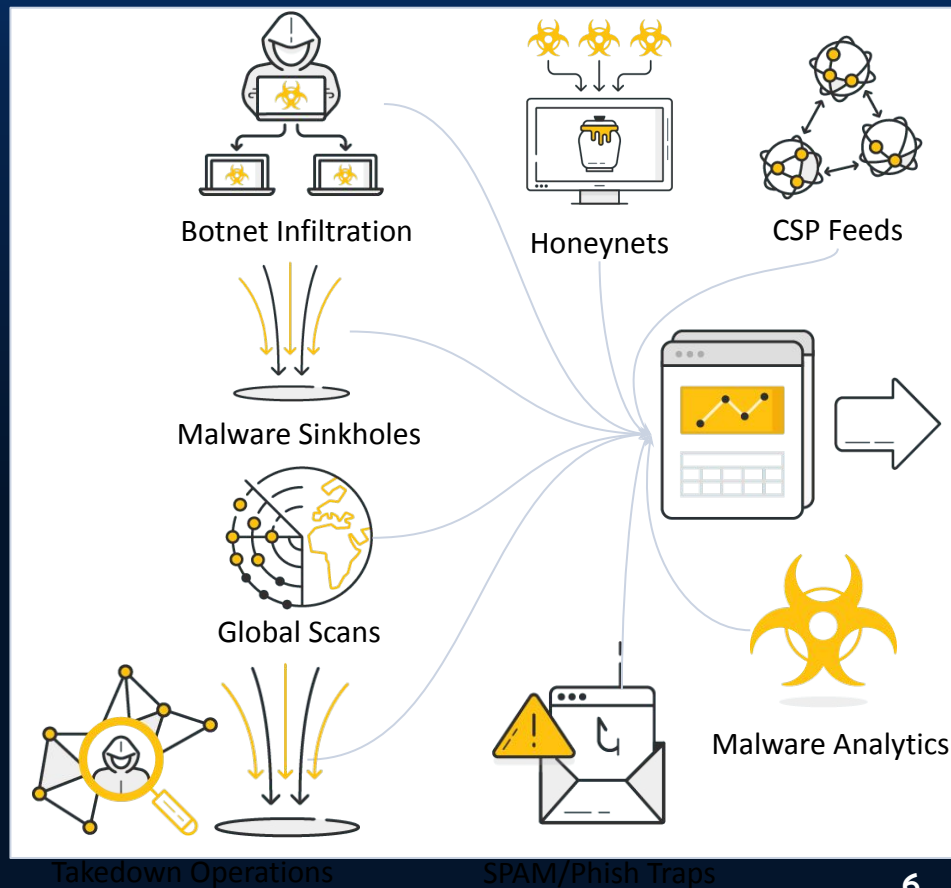 Botnet Infiltration
Honeynets
CSP Feeds
Malware Sinkholes
Global Scans
Malware Analytics
Takedown Operations
SPAM/Phish Traps
6